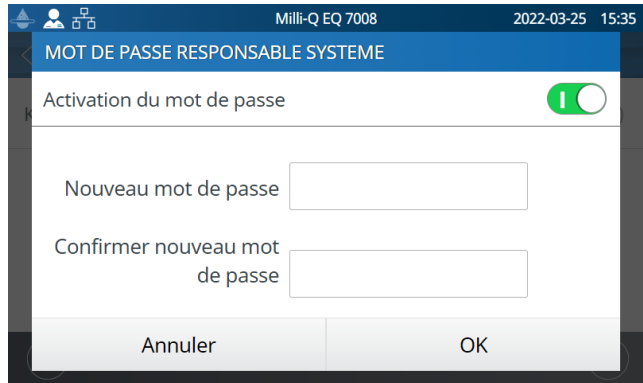 Milli-Q EQ 7008 2022-03-25 15:35
MOT DE PASSE RESPONSABLE SYSTEME
Activation du mot de passe
K
Nouveau mot de passe
Confirmer nouveau mot
de passe
Annuler OK